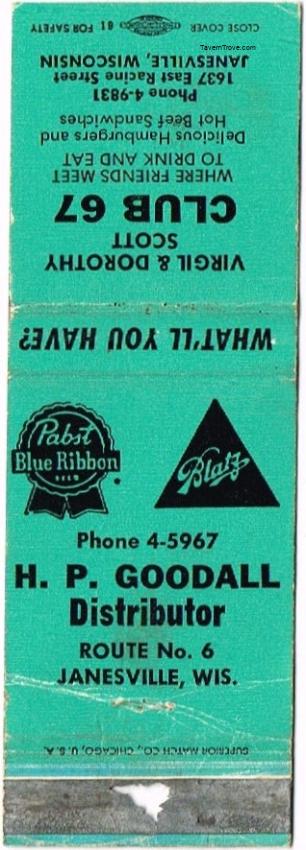 CLOSE COVER 61 FOR SAFETY
TavernTrove.com
VIRGIL & DOROTHY
SCOTT
CLUB 67
WHERE FRIENDS MEET
TO DRINK AND EAT
Delicious Hamburgers and
Hot Beef Sandwiches
Phone 4-9831
1637 East Racine Street
JANESVILLE, WISCONSIN
WHAT'LL YOU HAVE?
Pabst
Blue Ribbon
BEER
Blatz
Phone 4-5967
H. P. GOODALL
Distributor
ROUTE No. 6
JANESVILLE, WIS.
SUPERIOR MATCH CO., CHICAGO, U. S. A.